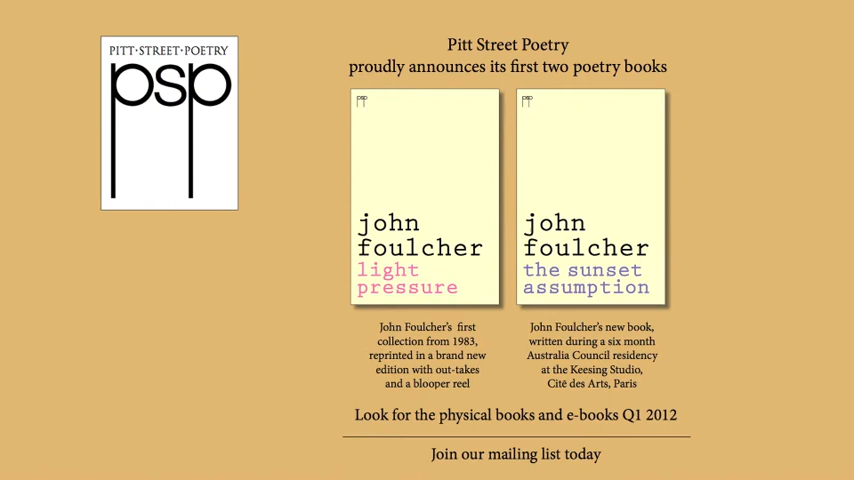 PITT·STREET·POETRY
psp
Pitt Street Poetry
proudly announces its first two poetry books
psp
john
foulcher
light
pressure
psp
john
foulcher
the sunset
assumption
John Foulcher's first
collection from 1983,
reprinted in a brand new
edition with out-takes
and a blooper reel
John Foulcher's new book,
written during a six month
Australia Council residency
at the Keesing Studio,
Cité des Arts, Paris
Look for the physical books and e-books Q1 2012
Join our mailing list today